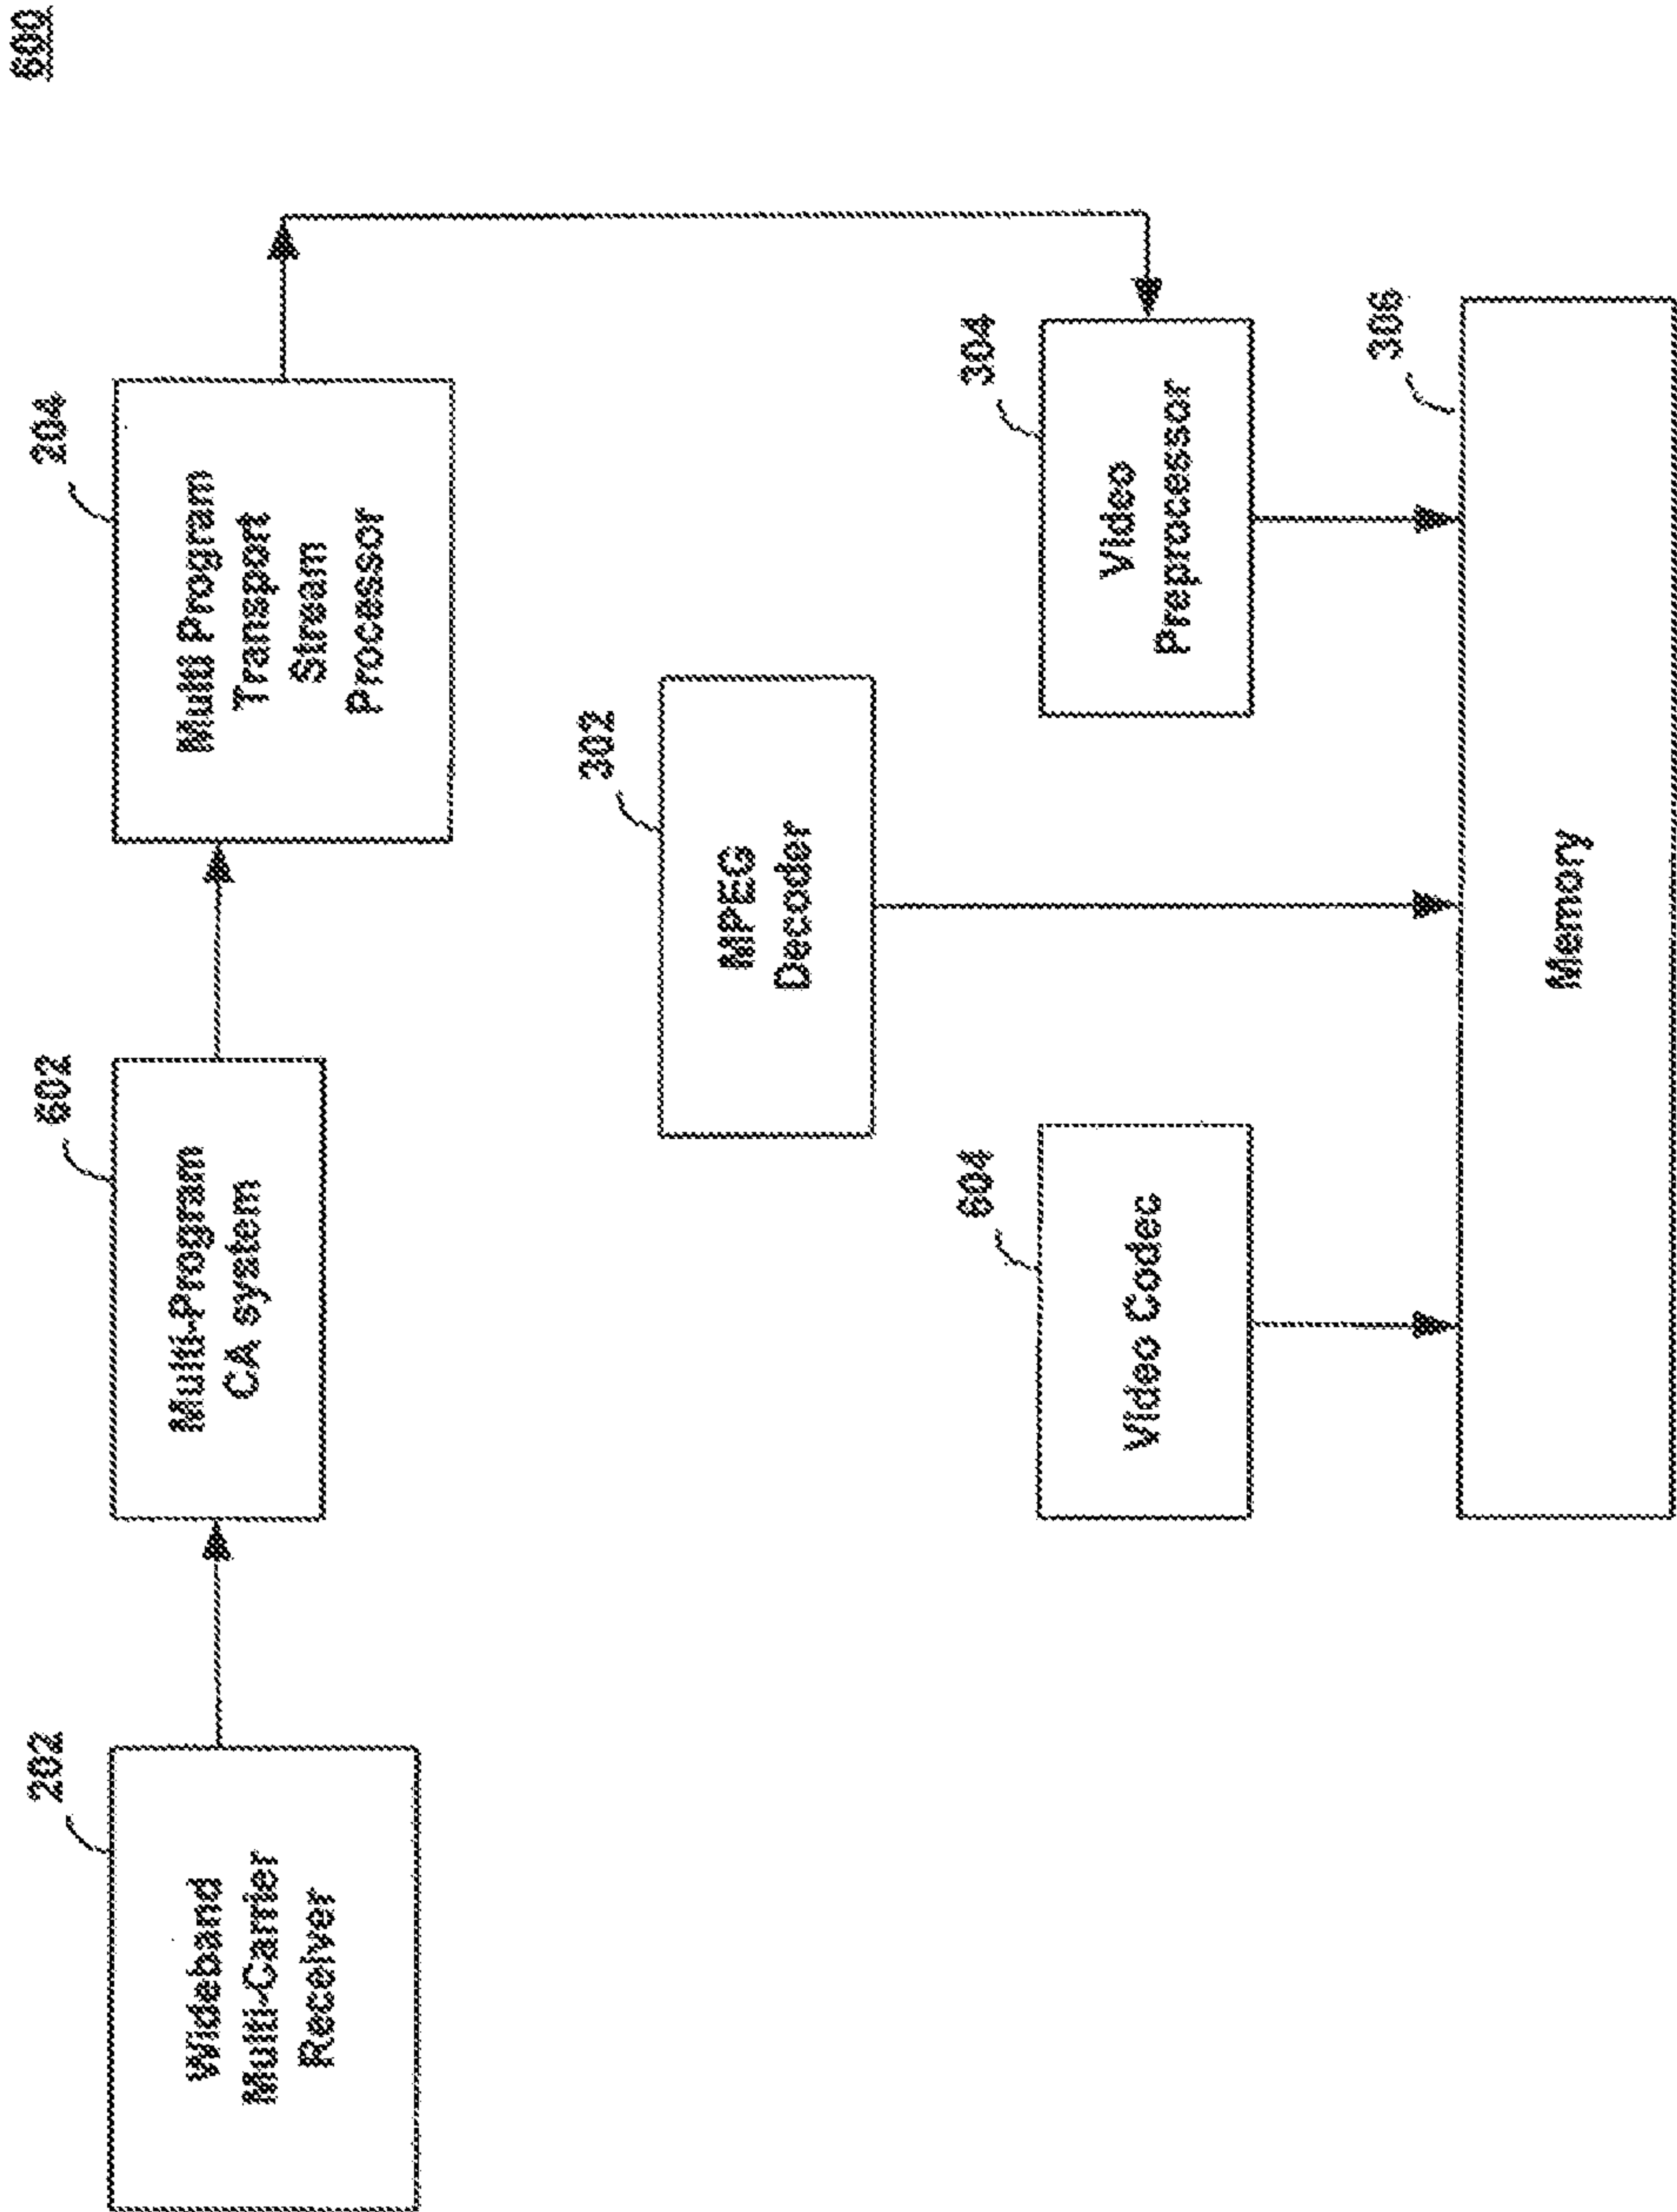 600
202
Wideband
Multi-Carrier
Receiver
602
Multi-Program
CA system
204
Multi Program
Transport
Stream
Processor
302
MPEG
Decoder
604
Video Codec
304
Video
Preprocessor
306
Memory